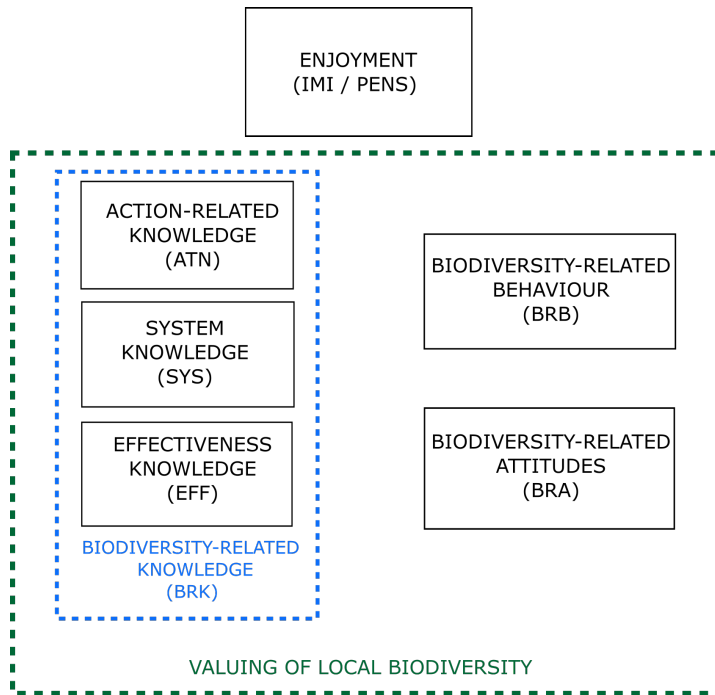 ENJOYMENT
(IMI / PENS)
ACTION-RELATED
KNOWLEDGE
(ATN)
SYSTEM
KNOWLEDGE
(SYS)
EFFECTIVENESS
KNOWLEDGE
(EFF)
BIODIVERSITY-RELATED
KNOWLEDGE
(BRK)
BIODIVERSITY-RELATED
BEHAVIOUR
(BRB)
BIODIVERSITY-RELATED
ATTITUDES
(BRA)
VALUING OF LOCAL BIODIVERSITY